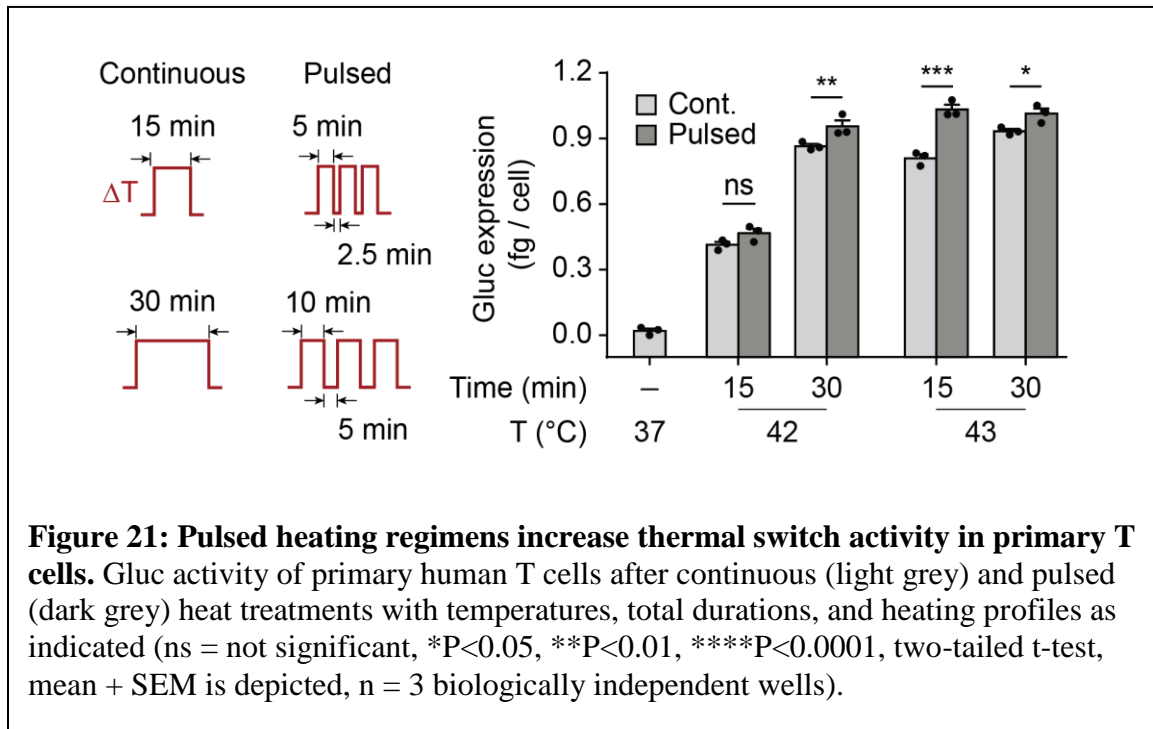 Continuous
Pulsed
15 min
5 min
ΔT
2.5 min
30 min
10 min
5 min
Gluc expression
(fg / cell)
1.2
0.9
0.6
0.3
0.0
Cont.
Pulsed
ns
**
***
*
Time (min) – 15 30 15 30
T (°C) 37 42 43
Figure 21: Pulsed heating regimens increase thermal switch activity in primary T
cells. Gluc activity of primary human T cells after continuous (light grey) and pulsed
(dark grey) heat treatments with temperatures, total durations, and heating profiles as
indicated (ns = not significant, *P<0.05, **P<0.01, ****P<0.0001, two-tailed t-test,
mean + SEM is depicted, n = 3 biologically independent wells).